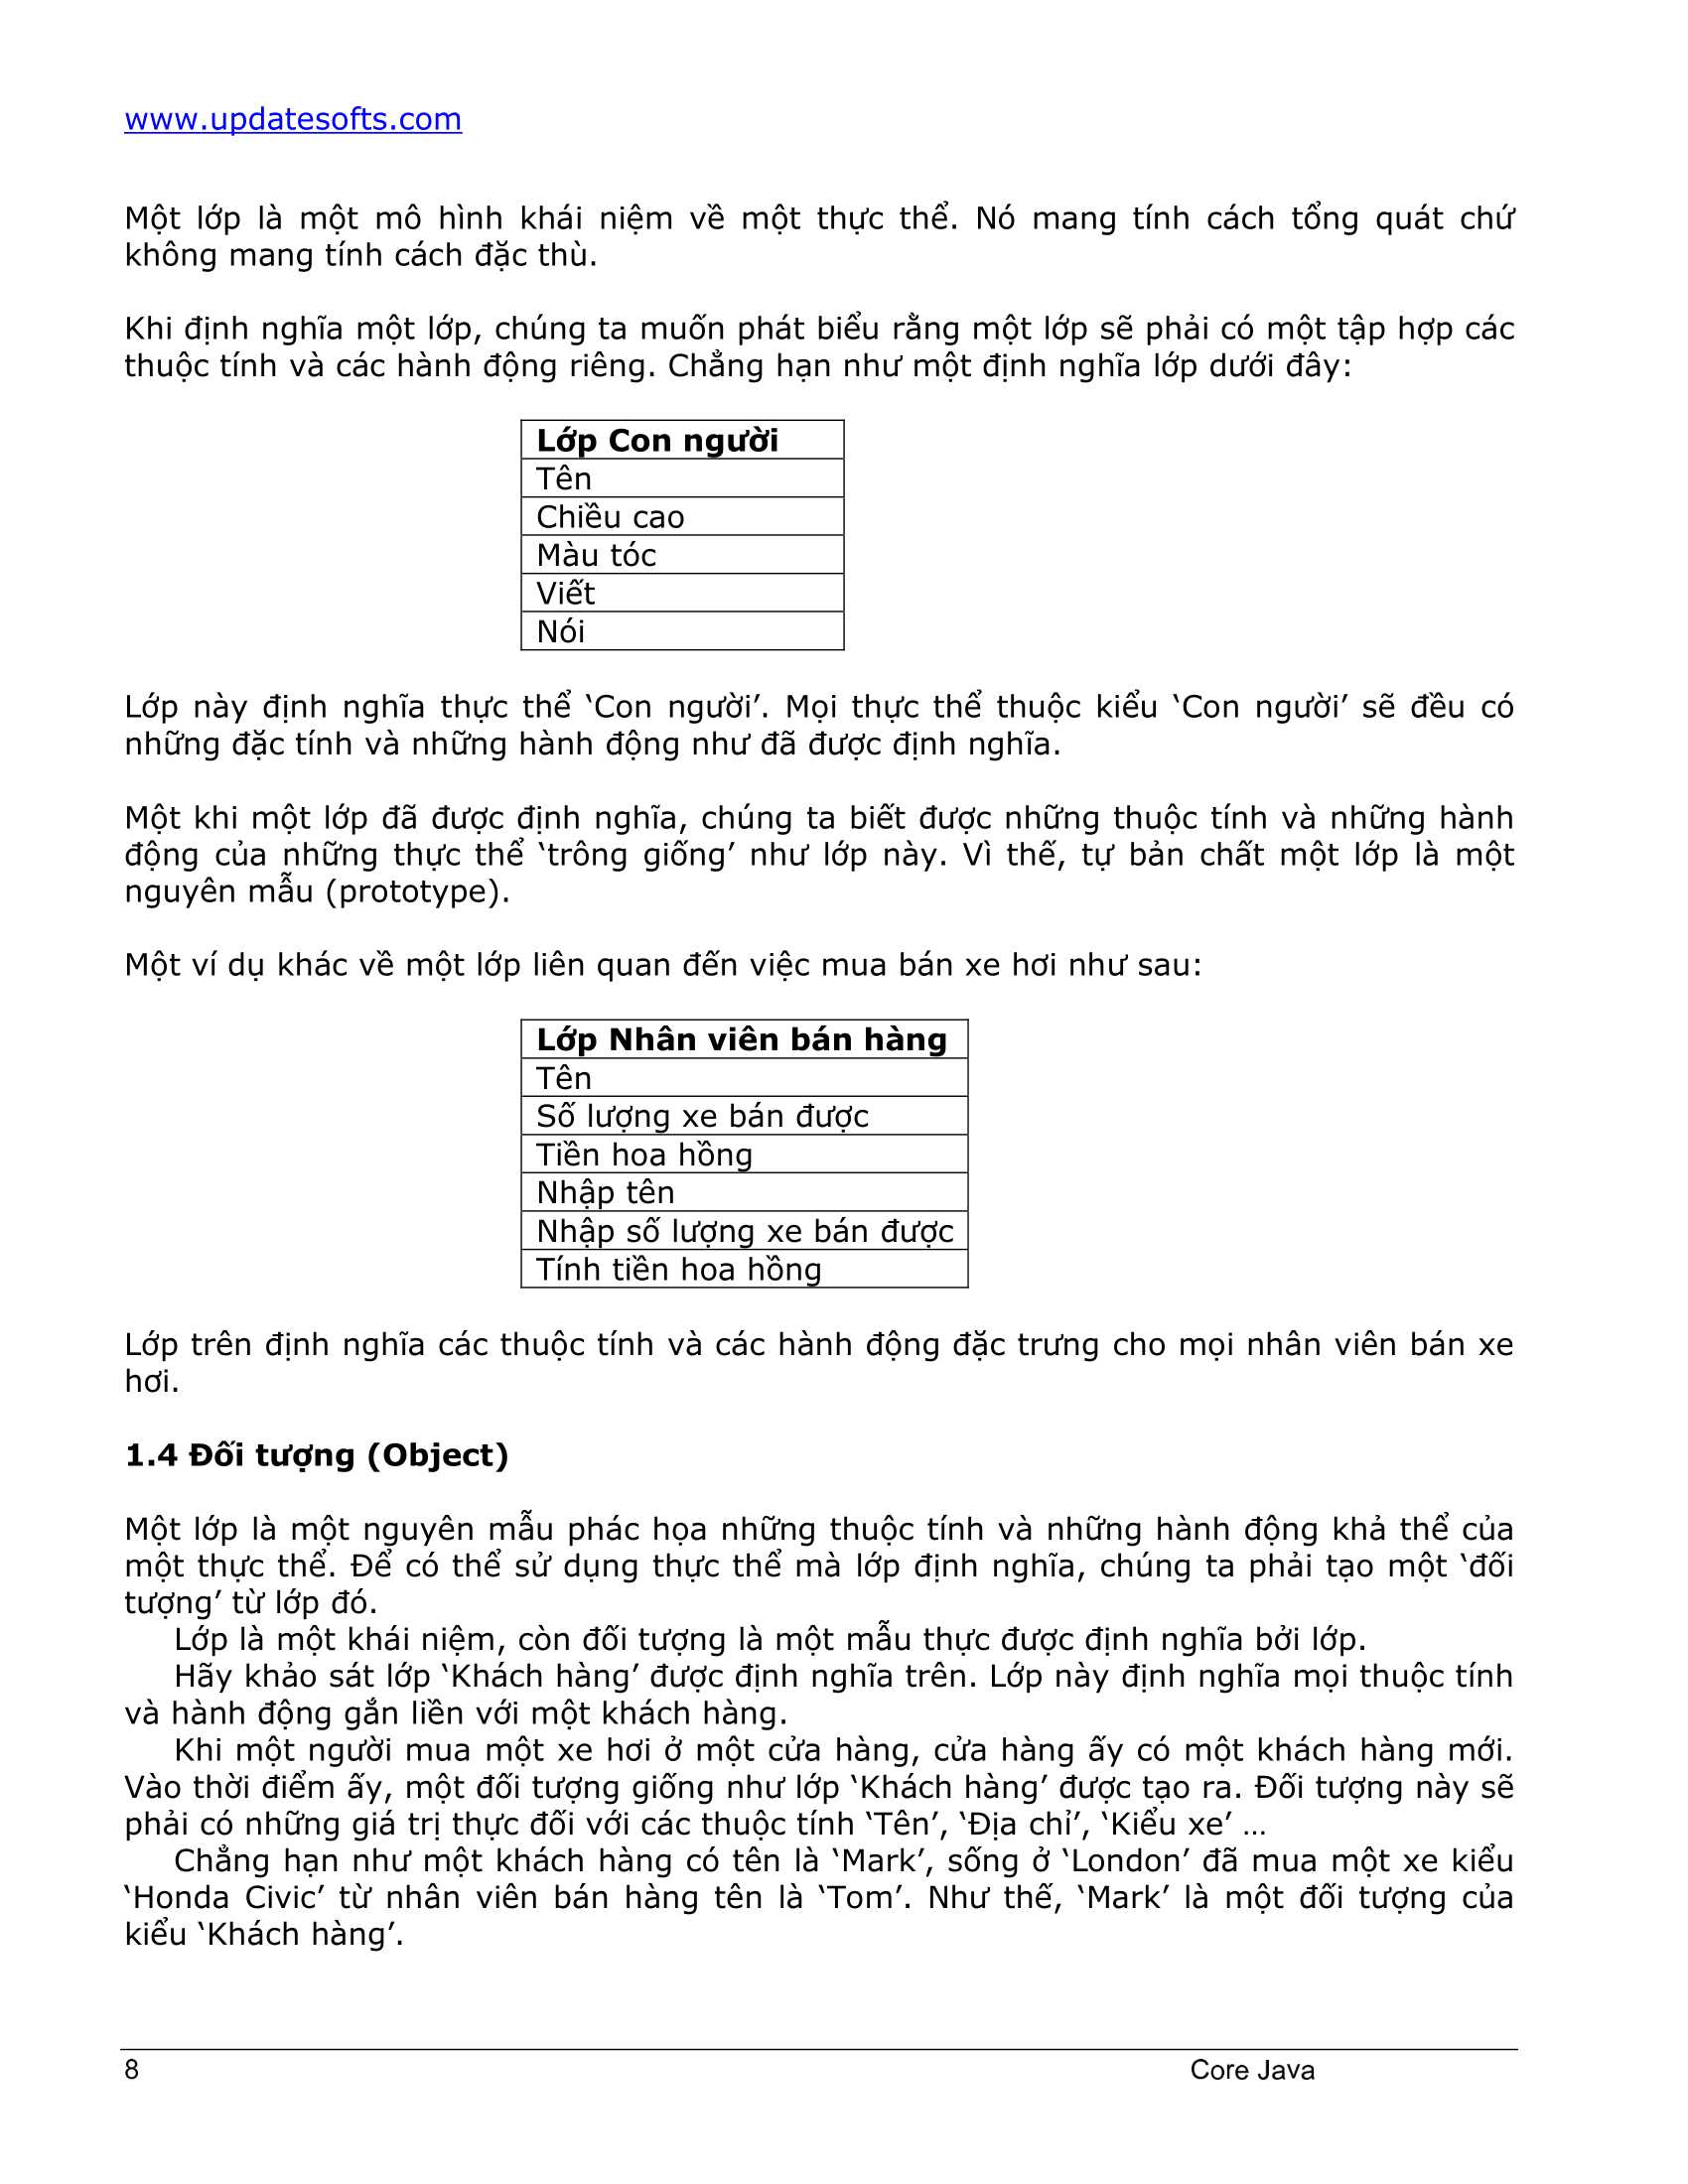 www.updatesofts.com
Một lớp là một mô hình khái niệm về một thực thể. Nó mang tính cách tổng quát chứ
không mang tính cách đặc thù.
Khi định nghĩa một lớp, chúng ta muốn phát biểu rằng một lớp sẽ phải có một tập hợp các
thuộc tính và các hành động riêng. Chẳng hạn như một định nghĩa lớp dưới đây:
Lớp Con người
Tên
Chiều cao
Màu tóc
Viết
Nói
Lớp này định nghĩa thực thể ‘Con người’. Mọi thực thể thuộc kiểu ‘Con người’ sẽ đều có
những đặc tính và những hành động như đã được định nghĩa.
Một khi một lớp đã được định nghĩa, chúng ta biết được những thuộc tính và những hành
động của những thực thể ‘trông giống’ như lớp này. Vì thế, tự bản chất một lớp là một
nguyên mẫu (prototype).
Một ví dụ khác về một lớp liên quan đến việc mua bán xe hơi như sau:
Lớp Nhân viên bán hàng
Tên
Số lượng xe bán được
Tiền hoa hồng
Nhập tên
Nhập số lượng xe bán được
Tính tiền hoa hồng
Lớp trên định nghĩa các thuộc tính và các hành động đặc trưng cho mọi nhân viên bán xe
hơi.
1.4 Đối tượng (Object)
Một lớp là một nguyên mẫu phác họa những thuộc tính và những hành động khả thể của
một thực thể. Để có thể sử dụng thực thể mà lớp định nghĩa, chúng ta phải tạo một ‘đối
tượng’ từ lớp đó.
Lớp là một khái niệm, còn đối tượng là một mẫu thực được định nghĩa bởi lớp.
Hãy khảo sát lớp ‘Khách hàng’ được định nghĩa trên. Lớp này định nghĩa mọi thuộc tính
và hành động gắn liền với một khách hàng.
Khi một người mua một xe hơi ở một cửa hàng, cửa hàng ấy có một khách hàng mới.
Vào thời điểm ấy, một đối tượng giống như lớp ‘Khách hàng’ được tạo ra. Đối tượng này sẽ
phải có những giá trị thực đối với các thuộc tính ‘Tên’, ‘Địa chỉ’, ‘Kiểu xe’ …
Chẳng hạn như một khách hàng có tên là ‘Mark’, sống ở ‘London’ đã mua một xe kiểu
‘Honda Civic’ từ nhân viên bán hàng tên là ‘Tom’. Như thế, ‘Mark’ là một đối tượng của
kiểu ‘Khách hàng’.
8 Core Java